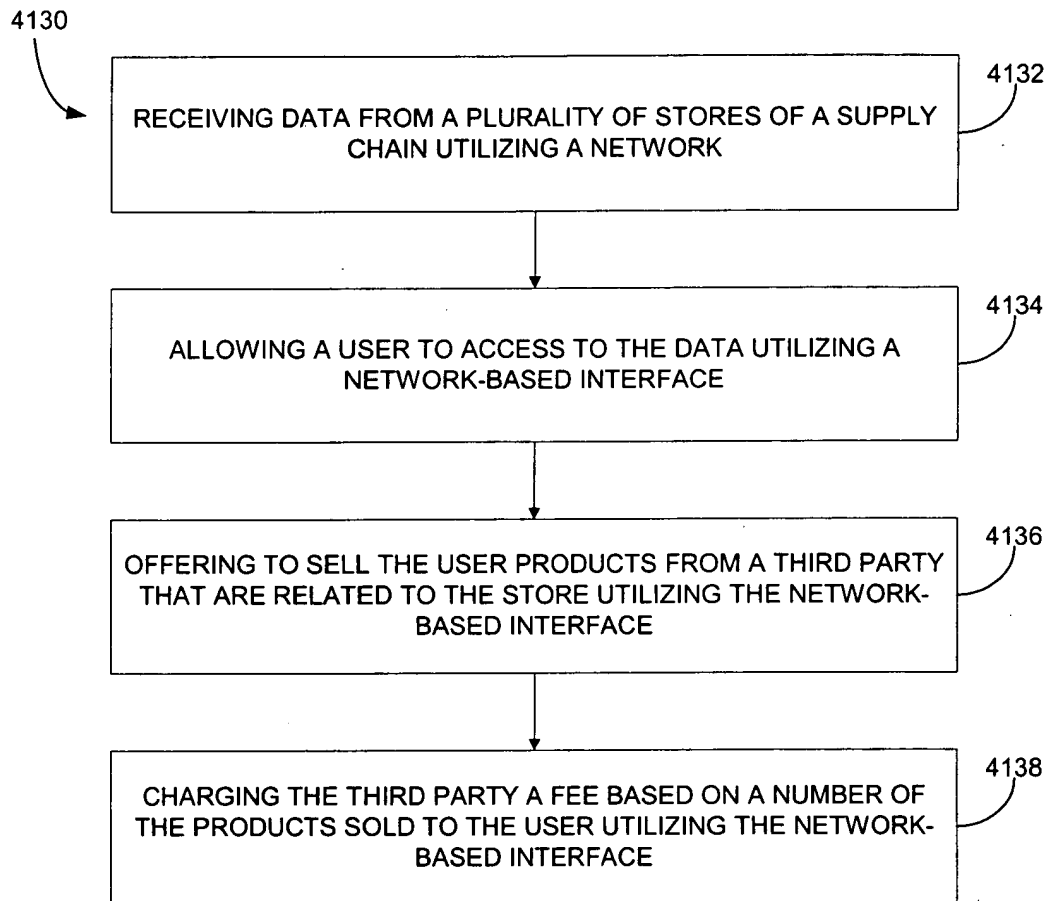 4130
4132
RECEIVING DATA FROM A PLURALITY OF STORES OF A SUPPLY
CHAIN UTILIZING A NETWORK
4134
ALLOWING A USER TO ACCESS TO THE DATA UTILIZING A
NETWORK-BASED INTERFACE
4136
OFFERING TO SELL THE USER PRODUCTS FROM A THIRD PARTY
THAT ARE RELATED TO THE STORE UTILIZING THE NETWORK-
BASED INTERFACE
4138
CHARGING THE THIRD PARTY A FEE BASED ON A NUMBER OF
THE PRODUCTS SOLD TO THE USER UTILIZING THE NETWORK-
BASED INTERFACE